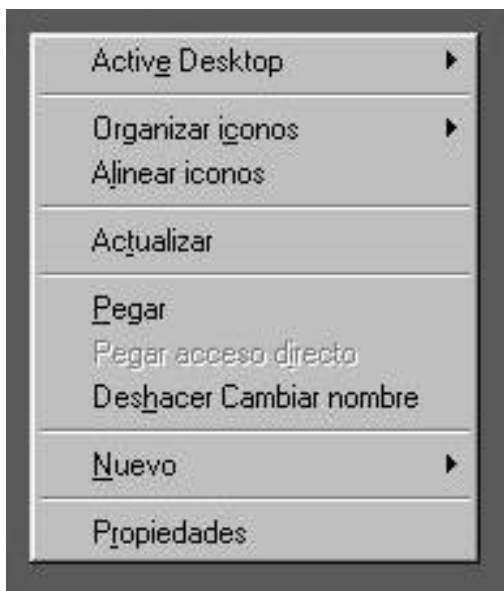 Active Desktop
Organizar iconos
Alinear iconos
Actualizar
Pegar
Pegar acceso directo
Deshacer Cambiar nombre
Nuevo
Propiedades